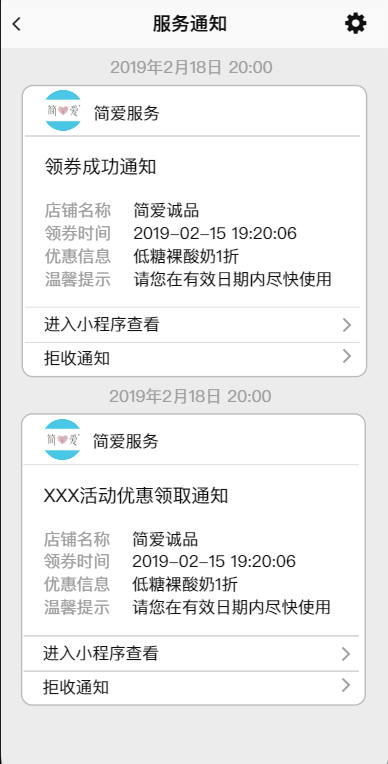 服务通知
2019年2月18日 20:00
简爱
简爱服务
领券成功通知
店铺名称 简爱诚品
领券时间 2019-02-15 19:20:06
优惠信息 低糖裸酸奶1折
温馨提示 请您在有效日期内尽快使用
进入小程序查看
拒收通知
2019年2月18日 20:00
简爱
简爱服务
XXX活动优惠领取通知
店铺名称 简爱诚品
领券时间 2019-02-15 19:20:06
优惠信息 低糖裸酸奶1折
温馨提示 请您在有效日期内尽快使用
进入小程序查看
拒收通知